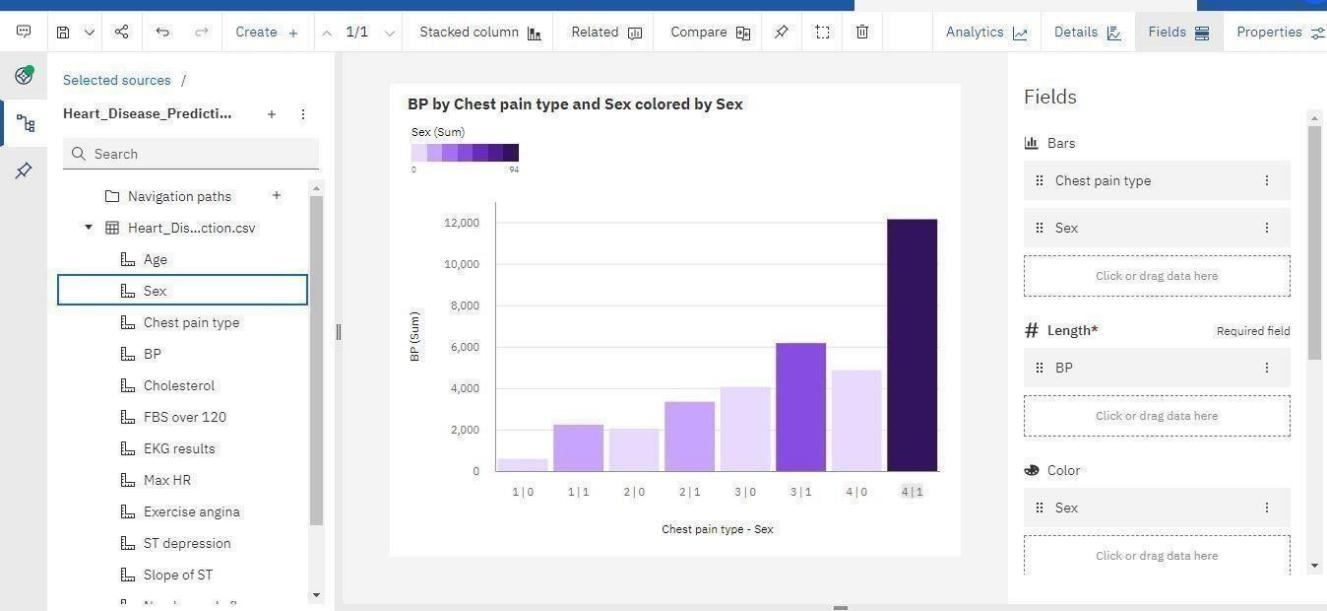 Create +
1/1
Stacked column
Related
Compare
Analytics
Details
Fields
Properties
Selected sources /
Heart_Disease_Predicti...
Search
Navigation paths +
Heart_Dis...ction.csv
Age
Sex
Chest pain type
BP
Cholesterol
FBS over 120
EKG results
Max HR
Exercise angina
ST depression
Slope of ST
BP by Chest pain type and Sex colored by Sex
Sex (Sum)
0 94
BP (Sum)
12,000
10,000
8,000
6,000
4,000
2,000
0
1|0 1|1 2|0 2|1 3|0 3|1 4|0 4|1
Chest pain type - Sex
Fields
Bars
Chest pain type
Sex
Click or drag data here
# Length* Required field
BP
Click or drag data here
Color
Sex
Click or drag data here